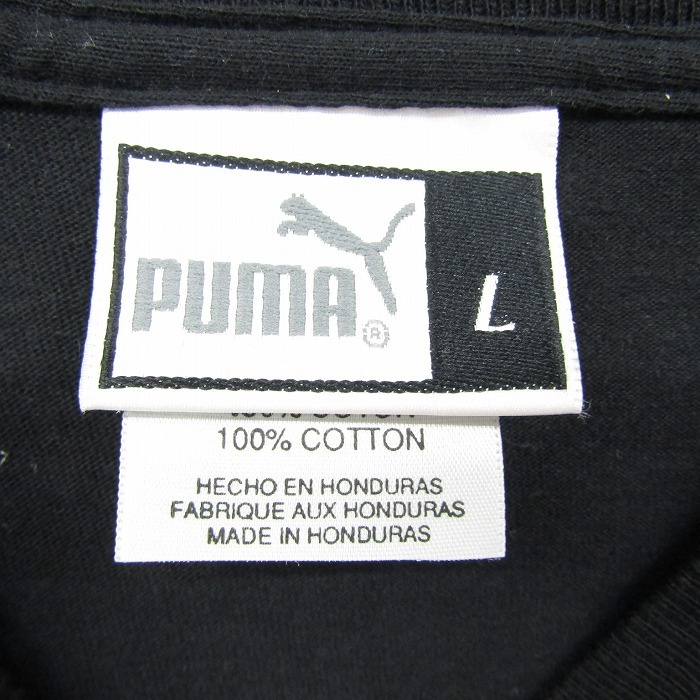 PUMA®
L
100% COTTON
HECHO EN HONDURAS
FABRIQUE AUX HONDURAS
MADE IN HONDURAS